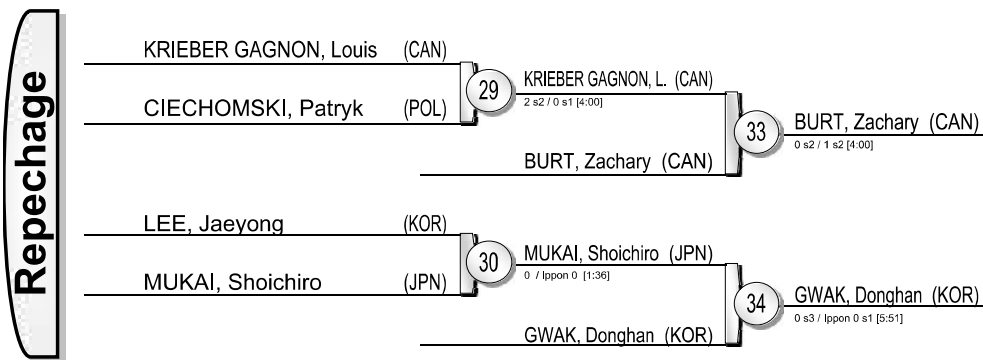 Repechage
KRIEBER GAGNON, Louis (CAN)
CIECHOMSKI, Patryk (POL)
29
KRIEBER GAGNON, L. (CAN)
2 s2 / 0 s1 [4:00]
BURT, Zachary (CAN)
33
BURT, Zachary (CAN)
0 s2 / 1 s2 [4:00]
LEE, Jaeyong (KOR)
MUKAI, Shoichiro (JPN)
30
MUKAI, Shoichiro (JPN)
0 / Ippon 0 [1:36]
GWAK, Donghan (KOR)
34
GWAK, Donghan (KOR)
0 s3 / Ippon 0 s1 [5:51]